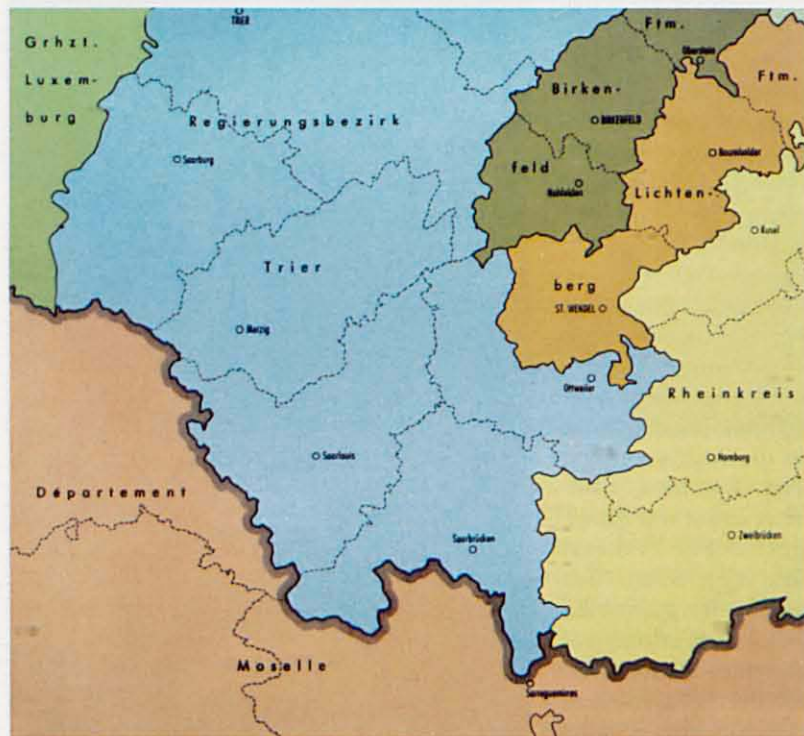 TRIER
Grhzt.
Luxem-
burg
Ftm.
Oberstein
Ftm.
Birken-
BIRKENFELD
Regierungsbezirk
Saarburg
Baumholder
feld
Nohfelden
Lichten-
Kusel
Trier
berg
ST. WENDEL
Merzig
Ottweiler
Rheinkreis
Saarlouis
Homburg
Département
Zweibrücken
Saarbrücken
Moselle
Sarreguemines